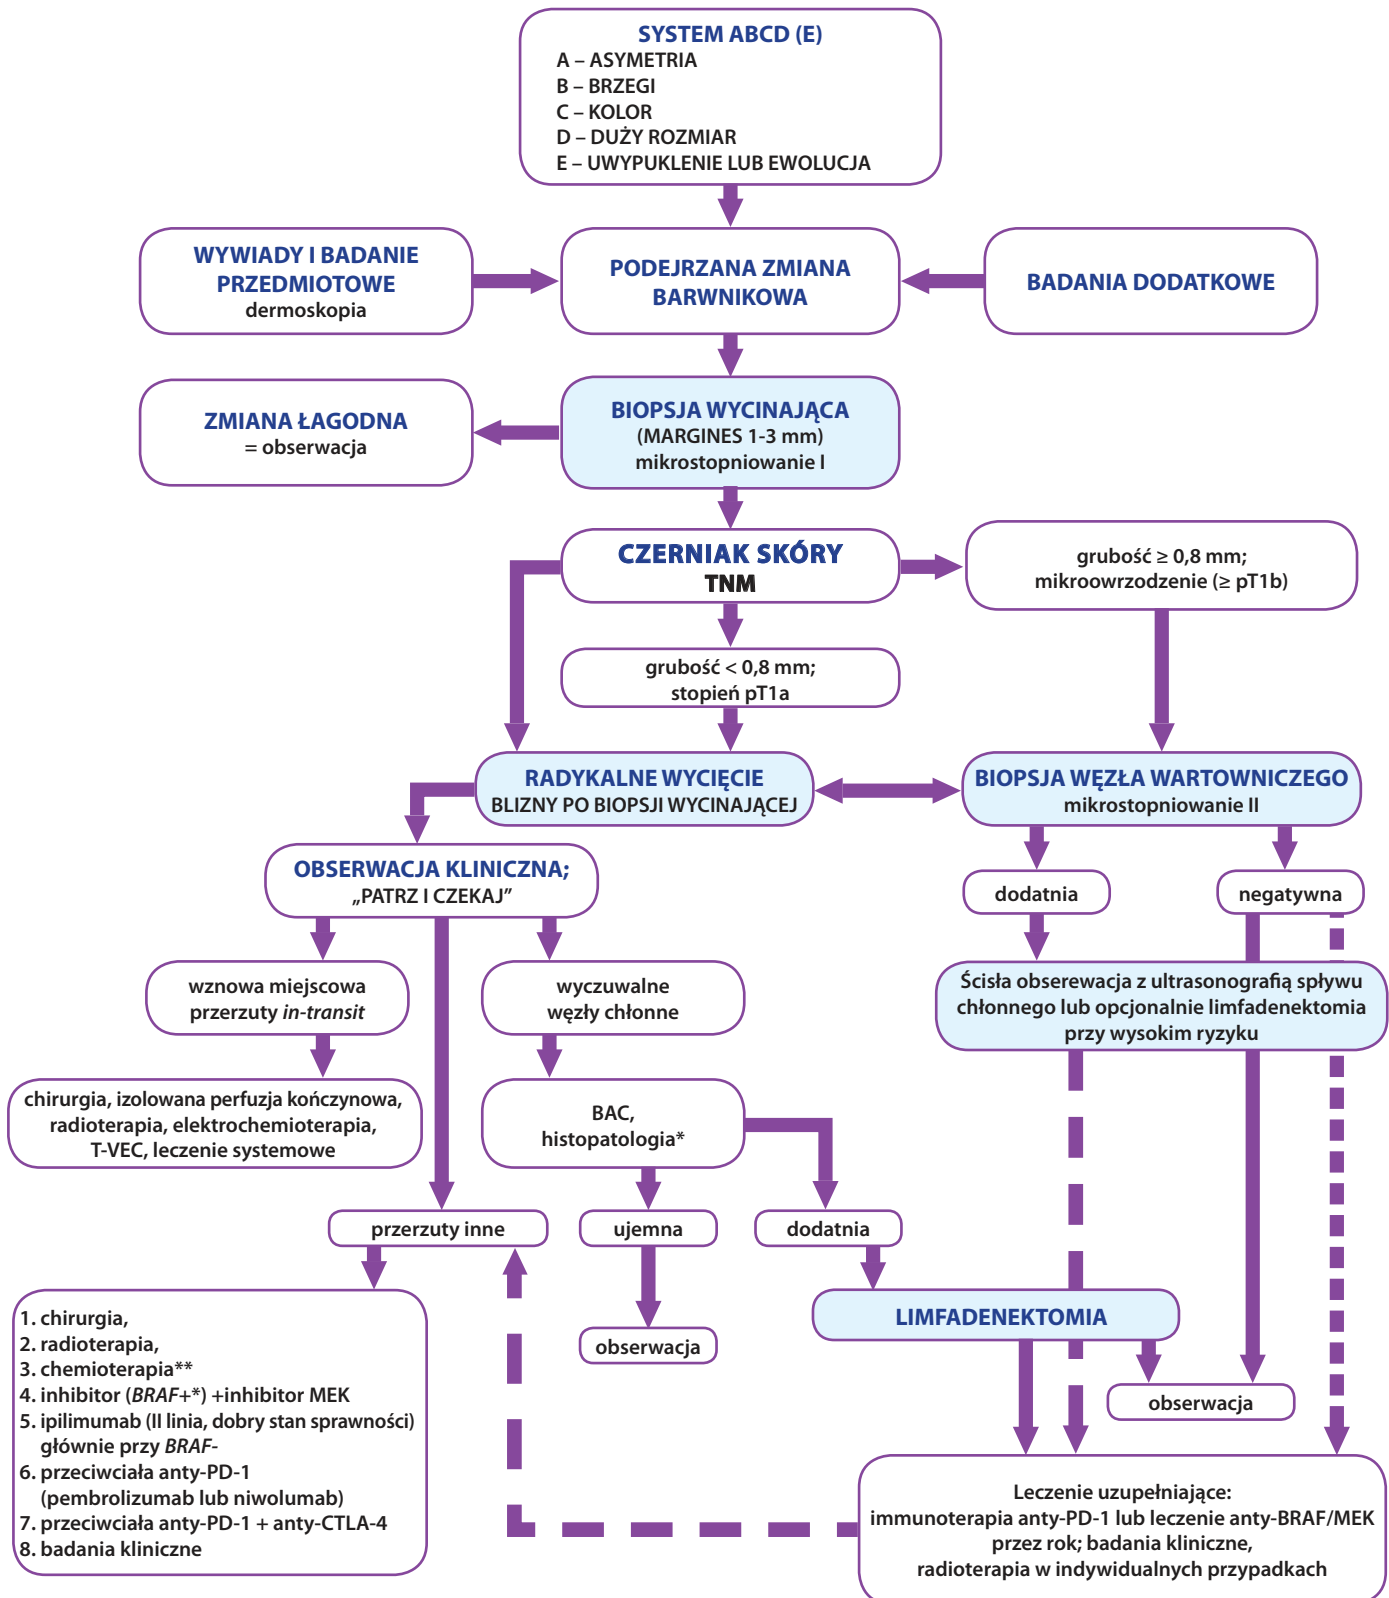 SYSTEM ABCD (E)
A – ASYMETRIA
B – BRZEGI
C – KOLOR
D – DUŻY ROZMIAR
E – UWYPUKLENIE LUB EWOLUCJA
WYWIADY I BADANIE
PRZEDMIOTOWE
dermoskopia
PODEJRZANA ZMIANA
BARWNIKOWA
BADANIA DODATKOWE
ZMIANA ŁAGODNA
= obserwacja
BIOPSJA WYCINAJĄCA
(MARGINES 1-3 mm)
mikrostopniowanie I
CZERNIAK SKÓRY
TNM
grubość ≥ 0,8 mm;
mikroowrzodzenie (≥ pT1b)
grubość < 0,8 mm;
stopień pT1a
RADYKALNE WYCIĘCIE
BLIZNY PO BIOPSJI WYCINAJĄCEJ
BIOPSJA WĘZŁA WARTOWNICZEGO
mikrostopniowanie II
OBSERWACJA KLINICZNA;
„PATRZ I CZEKAJ”
dodatnia
negatywna
wznowa miejscowa
przerzuty in-transit
wyczuwalne
węzły chłonne
Ścisła obserewacja z ultrasonografią spływu
chłonnego lub opcjonalnie limfadenektomia
przy wysokim ryzyku
chirurgia, izolowana perfuzja kończynowa,
radioterapia, elektrochemioterapia,
T-VEC, leczenie systemowe
BAC,
histopatologia*
przerzuty inne
ujemna
dodatnia
LIMFADENEKTOMIA
obserwacja
obserwacja
1. chirurgia,
2. radioterapia,
3. chemioterapia**
4. inhibitor (BRAF+*) +inhibitor MEK
5. ipilimumab (II linia, dobry stan sprawności)
głównie przy BRAF-
6. przeciwciała anty-PD-1
(pembrolizumab lub niwolumab)
7. przeciwciała anty-PD-1 + anty-CTLA-4
8. badania kliniczne
Leczenie uzupełniające:
immunoterapia anty-PD-1 lub leczenie anty-BRAF/MEK
przez rok; badania kliniczne,
radioterapia w indywidualnych przypadkach